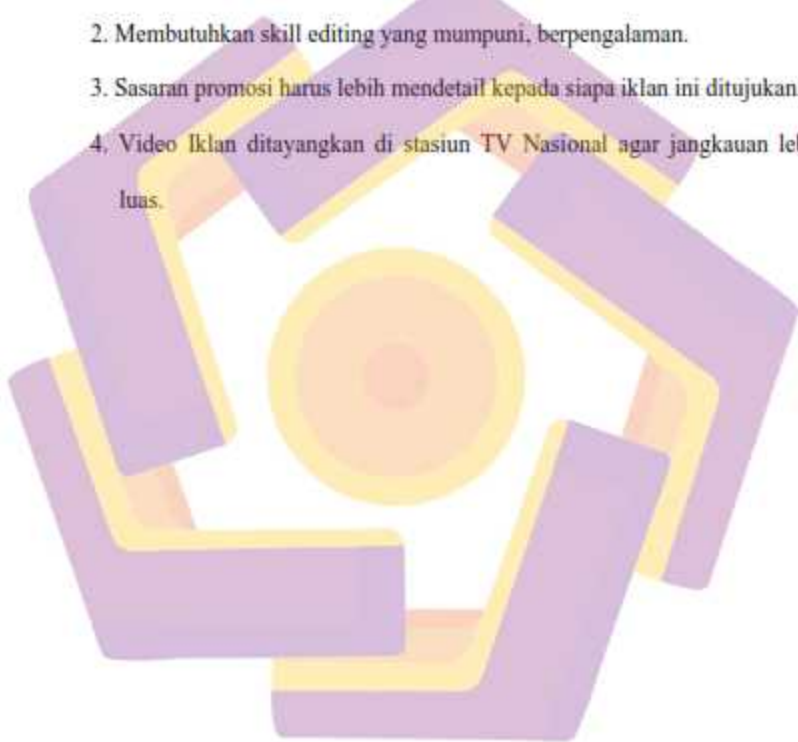 2. Membutuhkan skill editing yang mumpuni, berpengalaman.
3. Sasaran promosi harus lebih mendetail kepada siapa iklan ini ditujukan
4. Video Iklan ditayangkan di stasiun TV Nasional agar jangkauan
luas.